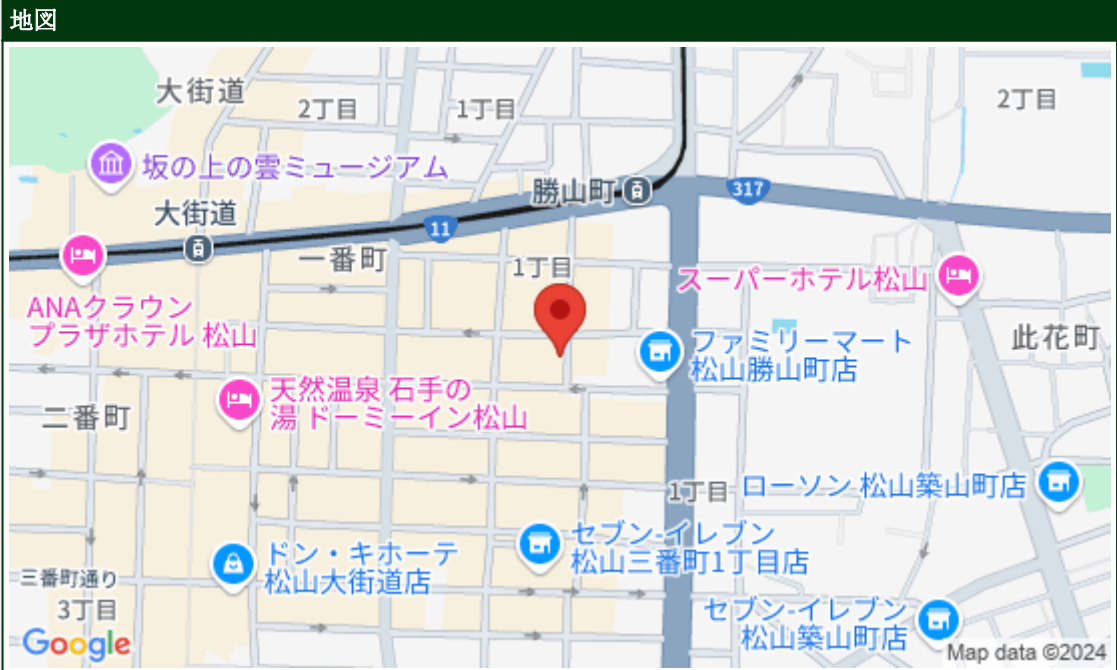 地図
大街道
2丁目
1丁目
2丁目
坂の上の雲ミュージアム
勝山町
317
大街道
11
一番町
1丁目
スーパーホテル松山
ANAクラウン
プラザホテル 松山
ファミリーマート
松山勝山町店
此花町
天然温泉 石手の
湯 ドーミーイン松山
二番町
1丁目
ローソン 松山築山町店
セブン-イレブン
松山三番町1丁目店
ドン・キホーテ
松山大街道店
三番町通り
3丁目
セブン-イレブン
松山築山町店
Google
Map data ©2024